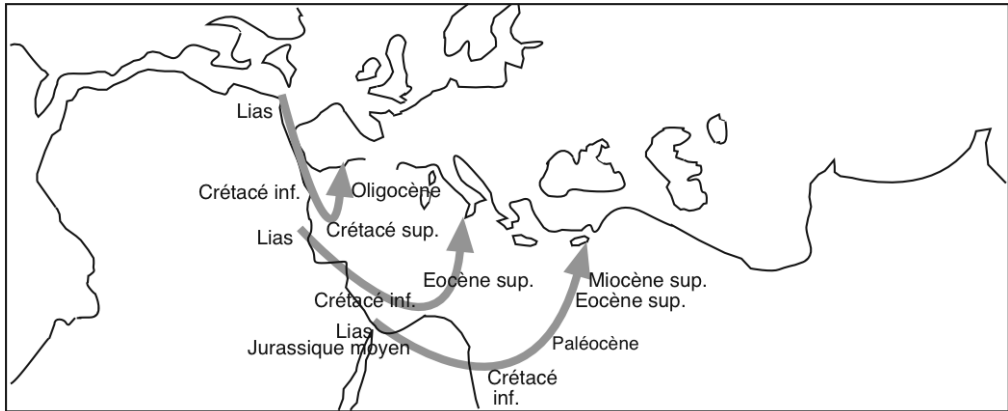 Lias
Crétacé inf.
Oligocène
Crétacé sup.
Lias
Eocène sup.
Miocène sup.
Eocène sup.
Crétacé inf.
Lias
Jurassique moyen
Paléocène
Crétacé
inf.